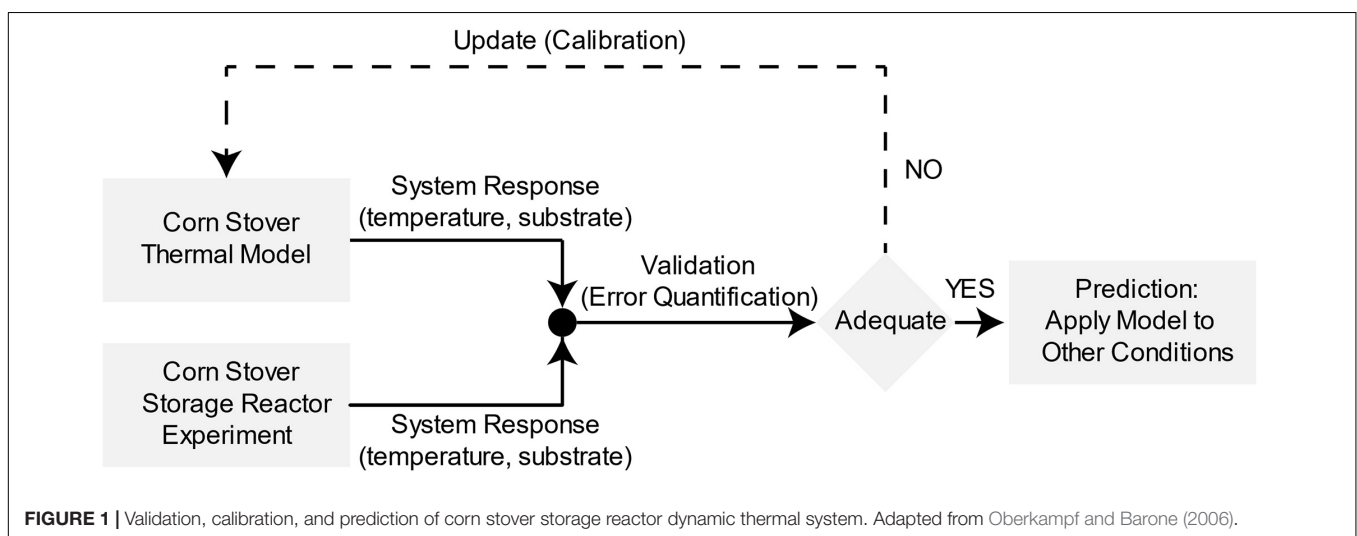 Update (Calibration)
NO
System Response
(temperature, substrate)
Corn Stover
Thermal Model
Validation
(Error Quantification)
Adequate
YES
Prediction:
Apply Model to
Other Conditions
Corn Stover
Storage Reactor
Experiment
System Response
(temperature, substrate)
FIGURE 1 | Validation, calibration, and prediction of corn stover storage reactor dynamic thermal system. Adapted from Oberkampf and Barone (2006).